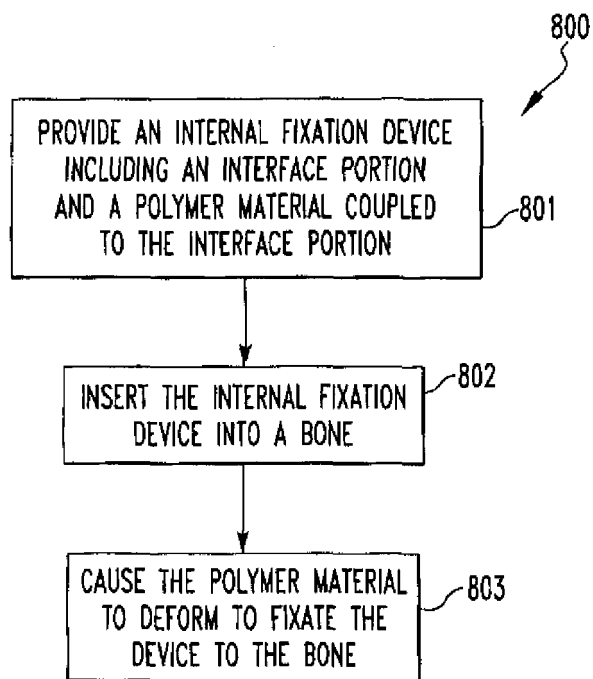 800
PROVIDE AN INTERNAL FIXATION DEVICE
INCLUDING AN INTERFACE PORTION
AND A POLYMER MATERIAL COUPLED
TO THE INTERFACE PORTION
801
802
INSERT THE INTERNAL FIXATION
DEVICE INTO A BONE
CAUSE THE POLYMER MATERIAL
TO DEFORM TO FIXATE THE
DEVICE TO THE BONE
803